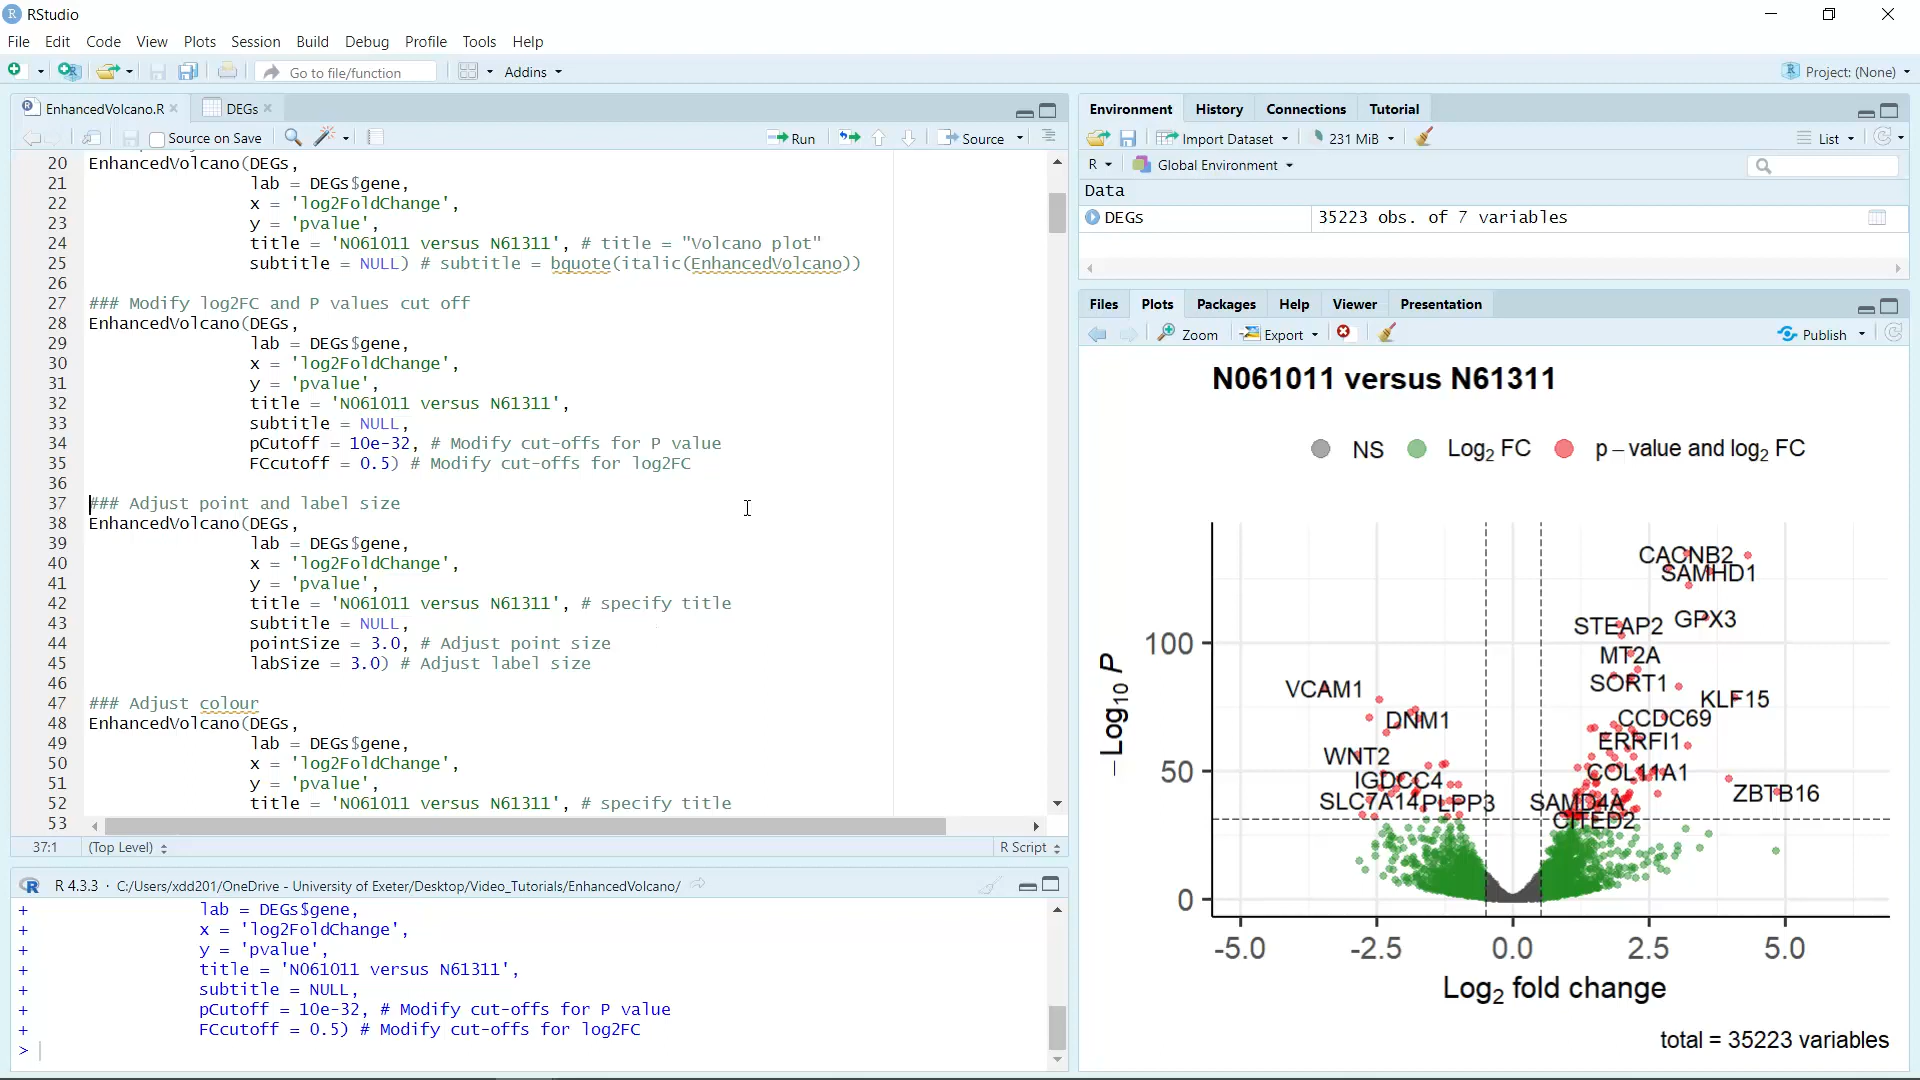 RStudio
File Edit Code View Plots Session Build Debug Profile Tools Help
Go to file/function Addins Project: (None)
EnhancedVolcano.R DEGs
Source on Save Run Source
20 EnhancedVolcano(DEGs,
21 lab = DEGs$gene,
22 x = 'log2FoldChange',
23 y = 'pvalue',
24 title = 'N061011 versus N61311', # title = "Volcano plot"
25 subtitle = NULL) # subtitle = bquote(italic(EnhancedVolcano))
26
27 ### Modify log2FC and P values cut off
28 EnhancedVolcano(DEGs,
29 lab = DEGs$gene,
30 x = 'log2FoldChange',
31 y = 'pvalue',
32 title = 'N061011 versus N61311',
33 subtitle = NULL,
34 pCutoff = 10e-32, # Modify cut-offs for P value
35 FCcutoff = 0.5) # Modify cut-offs for log2FC
36
37 ### Adjust point and label size
38 EnhancedVolcano(DEGs,
39 lab = DEGs$gene,
40 x = 'log2FoldChange',
41 y = 'pvalue',
42 title = 'N061011 versus N61311', # specify title
43 subtitle = NULL,
44 pointSize = 3.0, # Adjust point size
45 labSize = 3.0) # Adjust label size
46
47 ### Adjust colour
48 EnhancedVolcano(DEGs,
49 lab = DEGs$gene,
50 x = 'log2FoldChange',
51 y = 'pvalue',
52 title = 'N061011 versus N61311', # specify title
53
37:1 (Top Level) R Script
R 4.3.3 · C:/Users/xdd201/OneDrive - University of Exeter/Desktop/Video_Tutorials/EnhancedVolcano/
+ lab = DEGs$gene,
+ x = 'log2FoldChange',
+ y = 'pvalue',
+ title = 'N061011 versus N61311',
+ subtitle = NULL,
+ pCutoff = 10e-32, # Modify cut-offs for P value
+ FCcutoff = 0.5) # Modify cut-offs for log2FC
>
Environment History Connections Tutorial
Import Dataset 231 MiB List
R Global Environment
Data
DEGs 35223 obs. of 7 variables
Files Plots Packages Help Viewer Presentation
Zoom Export Publish
N061011 versus N61311
NS Log2 FC p – value and log2 FC
CACNB2
SAMHD1
GPX3
STEAP2
MT2A
SORT1
VCAM1
KLF15
DNM1
CCDC69
ERRFI1
WNT2
COL11A1
IGDCC4
ZBTB16
SLC7A14
PLPP3
SAMD4A
CITED2
100
50
0
−Log10 P
-5.0 -2.5 0.0 2.5 5.0
Log2 fold change
total = 35223 variables